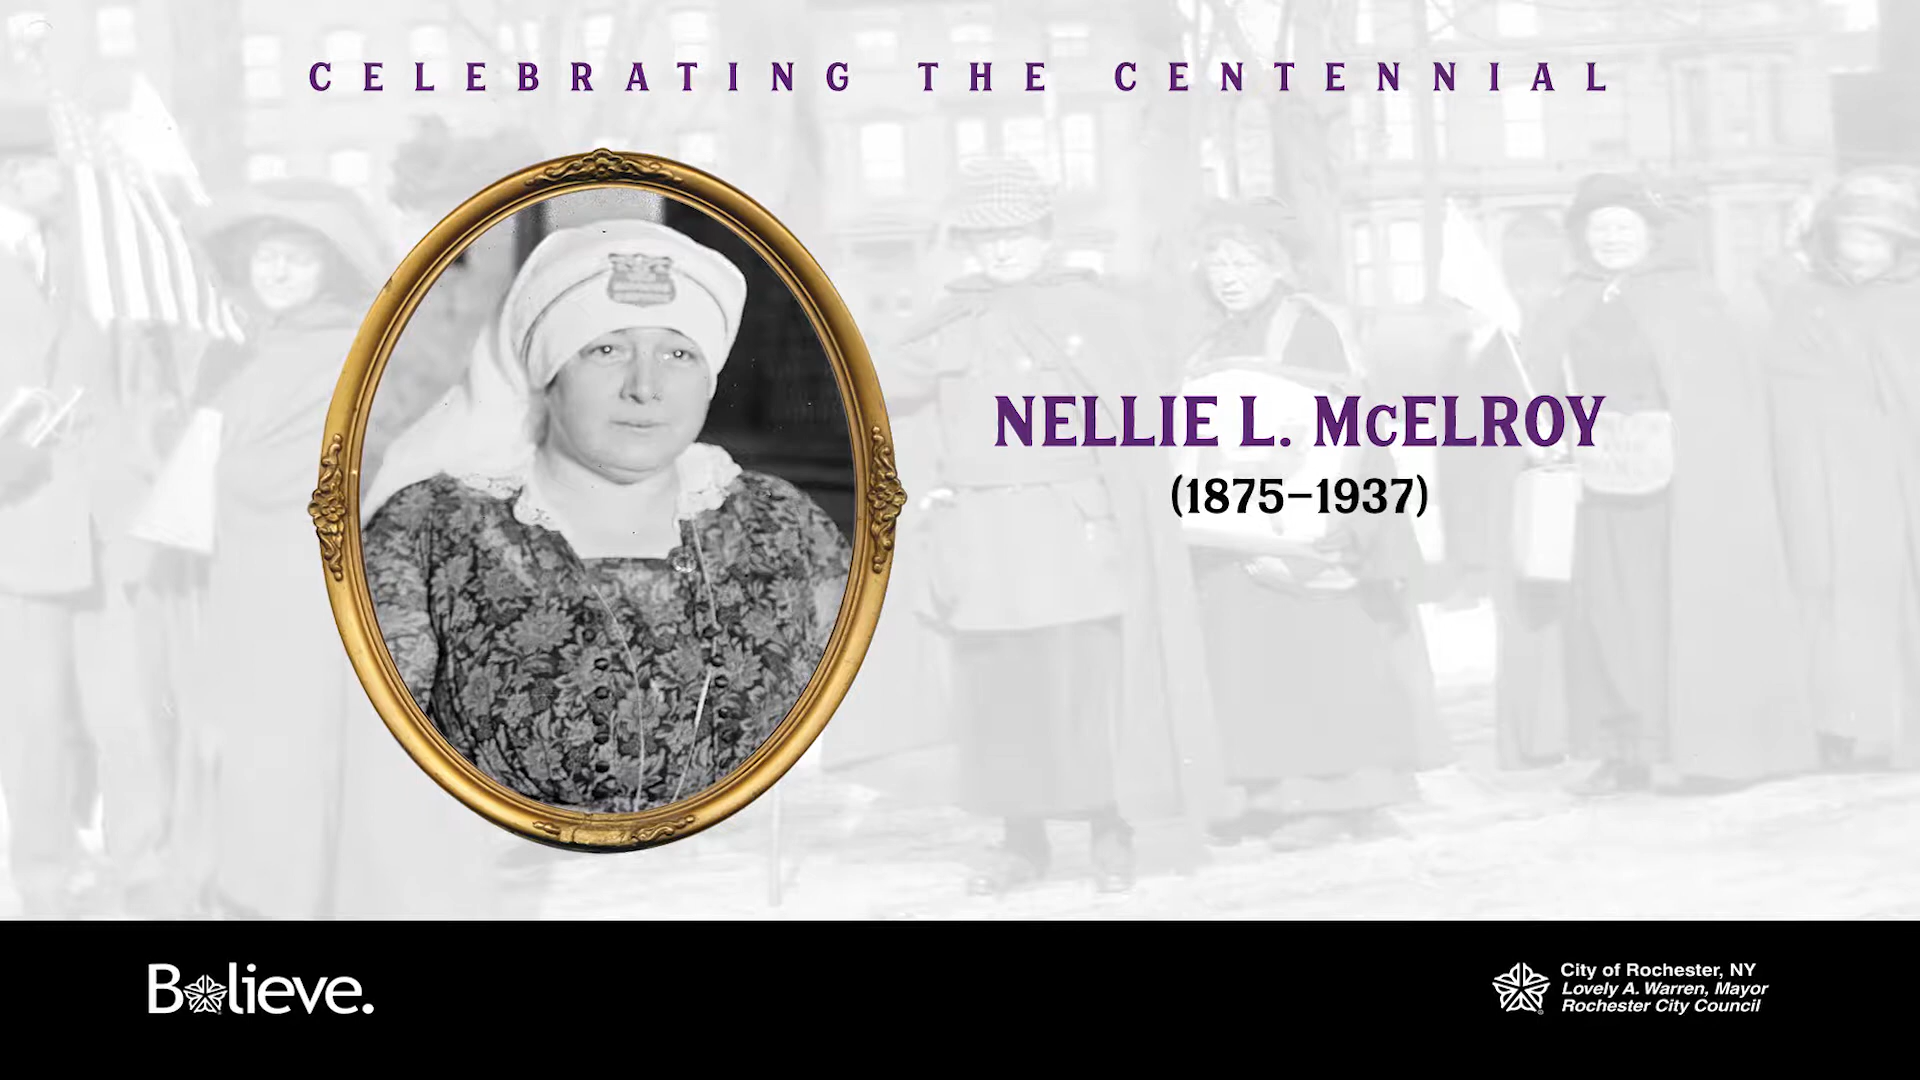 CELEBRATING THE CENTENNIAL
NELLIE L. McELROY
(1875–1937)
Believe.
City of Rochester, NY
Lovely A. Warren, Mayor
Rochester City Council